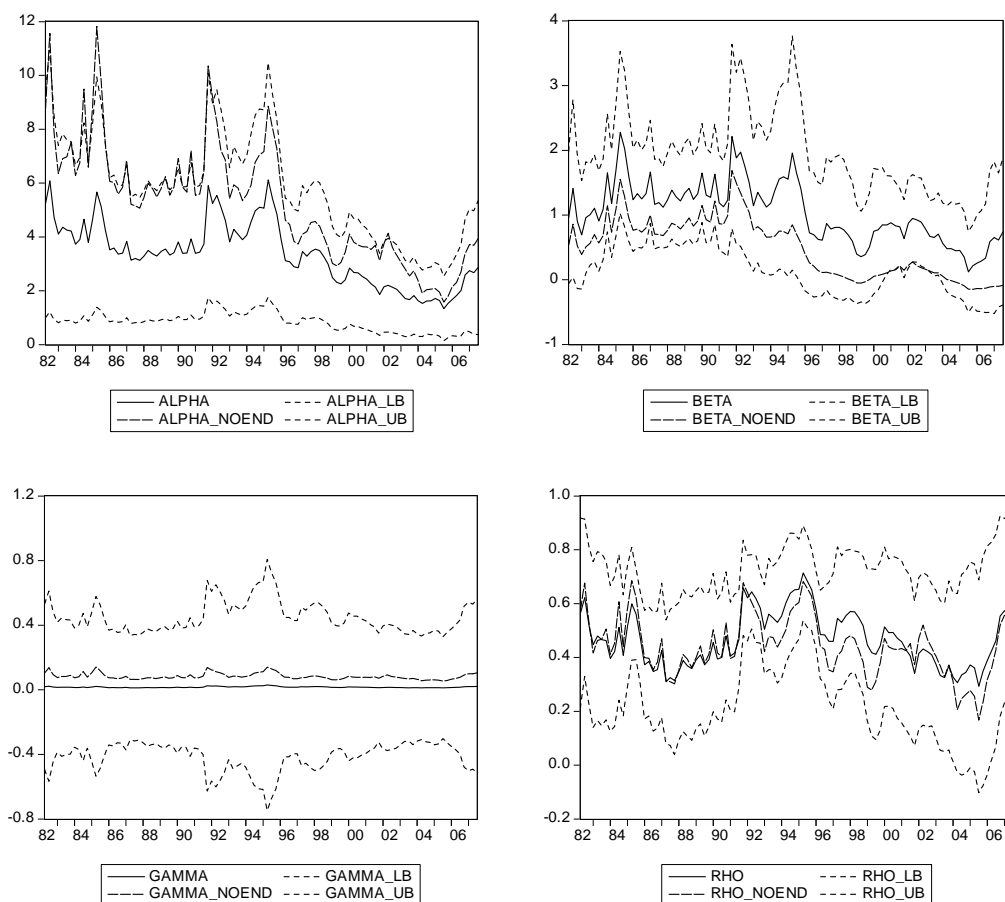 12
10
8
6
4
2
0
82 84 86 88 90 92 94 96 98 00 02 04 06
ALPHA ALPHA_LB
ALPHA_NOEND ALPHA_UB
4
3
2
1
0
-1
82 84 86 88 90 92 94 96 98 00 02 04 06
BETA BETA_LB
BETA_NOEND BETA_UB
1.2
0.8
0.4
0.0
-0.4
-0.8
82 84 86 88 90 92 94 96 98 00 02 04 06
GAMMA GAMMA_LB
GAMMA_NOEND GAMMA_UB
1.0
0.8
0.6
0.4
0.2
0.0
-0.2
82 84 86 88 90 92 94 96 98 00 02 04 06
RHO RHO_LB
RHO_NOEND RHO_UB